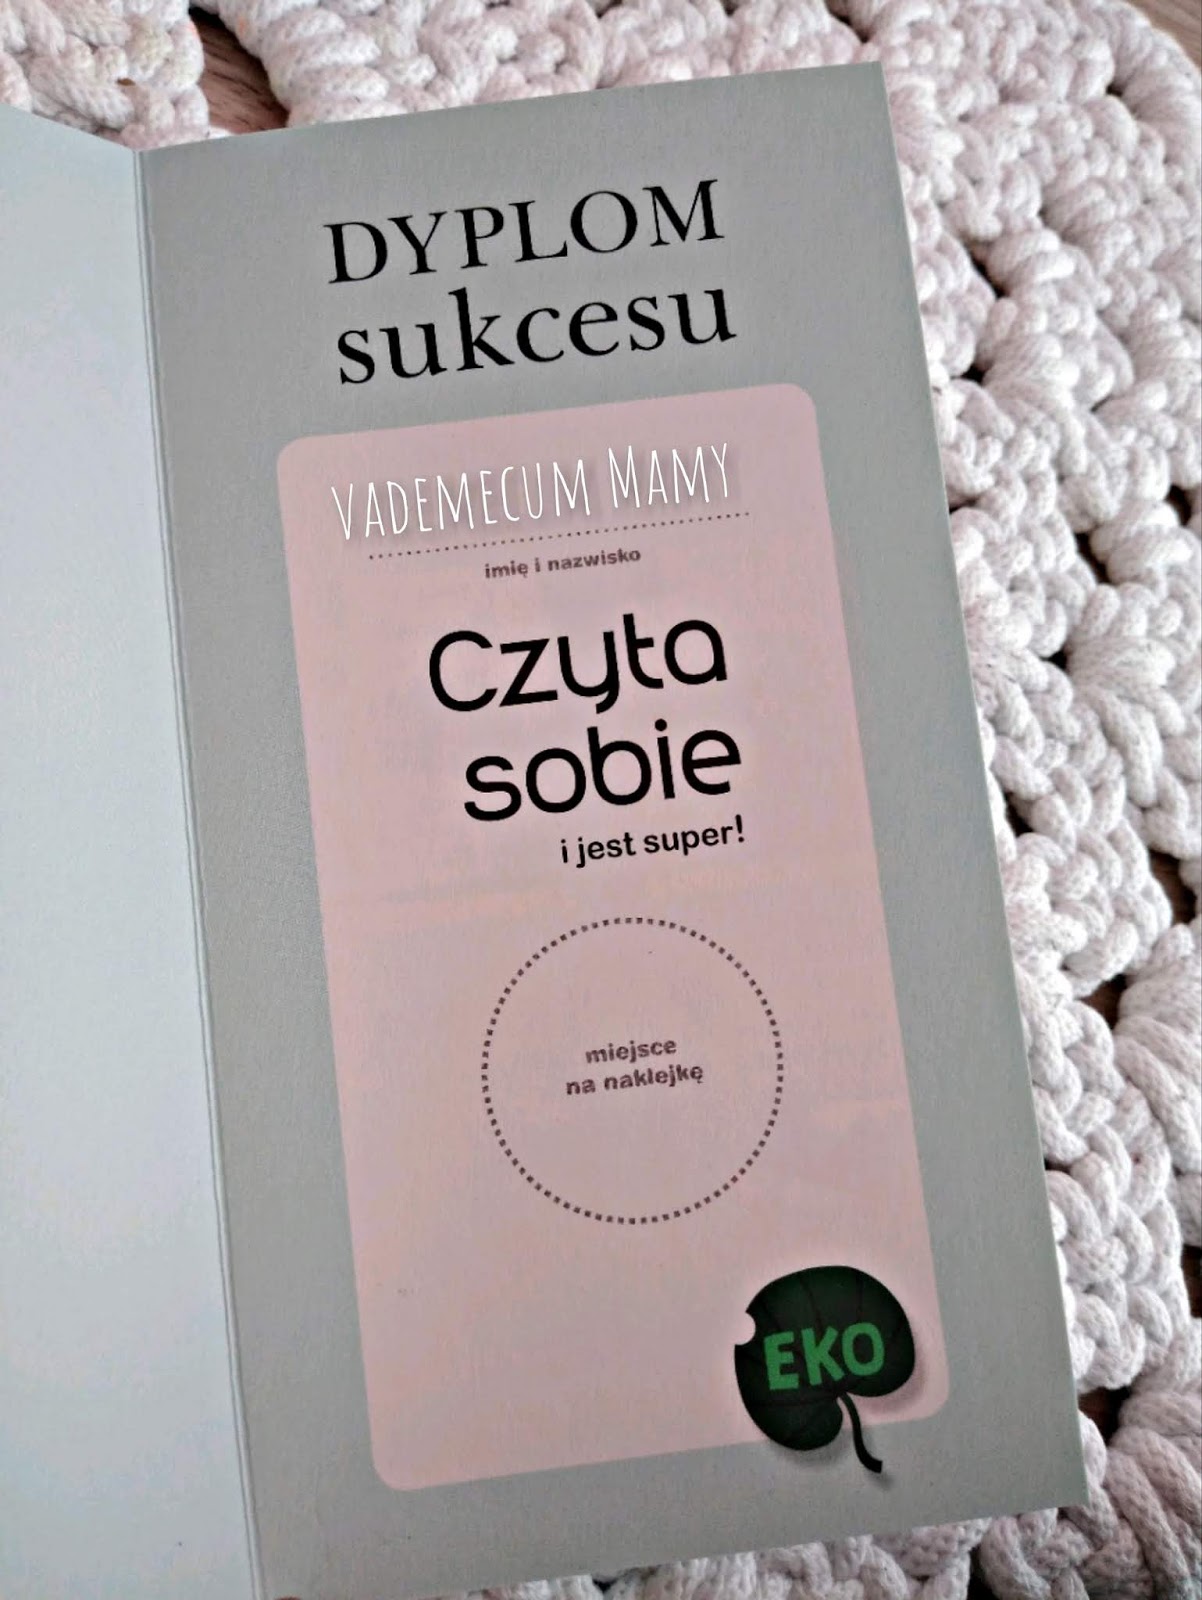 DYPLOM
sukcesu
VADEMECUM MAMY
imię i nazwisko
Czyta
sobie
i jest super!
miejsce
na naklejkę
EKO